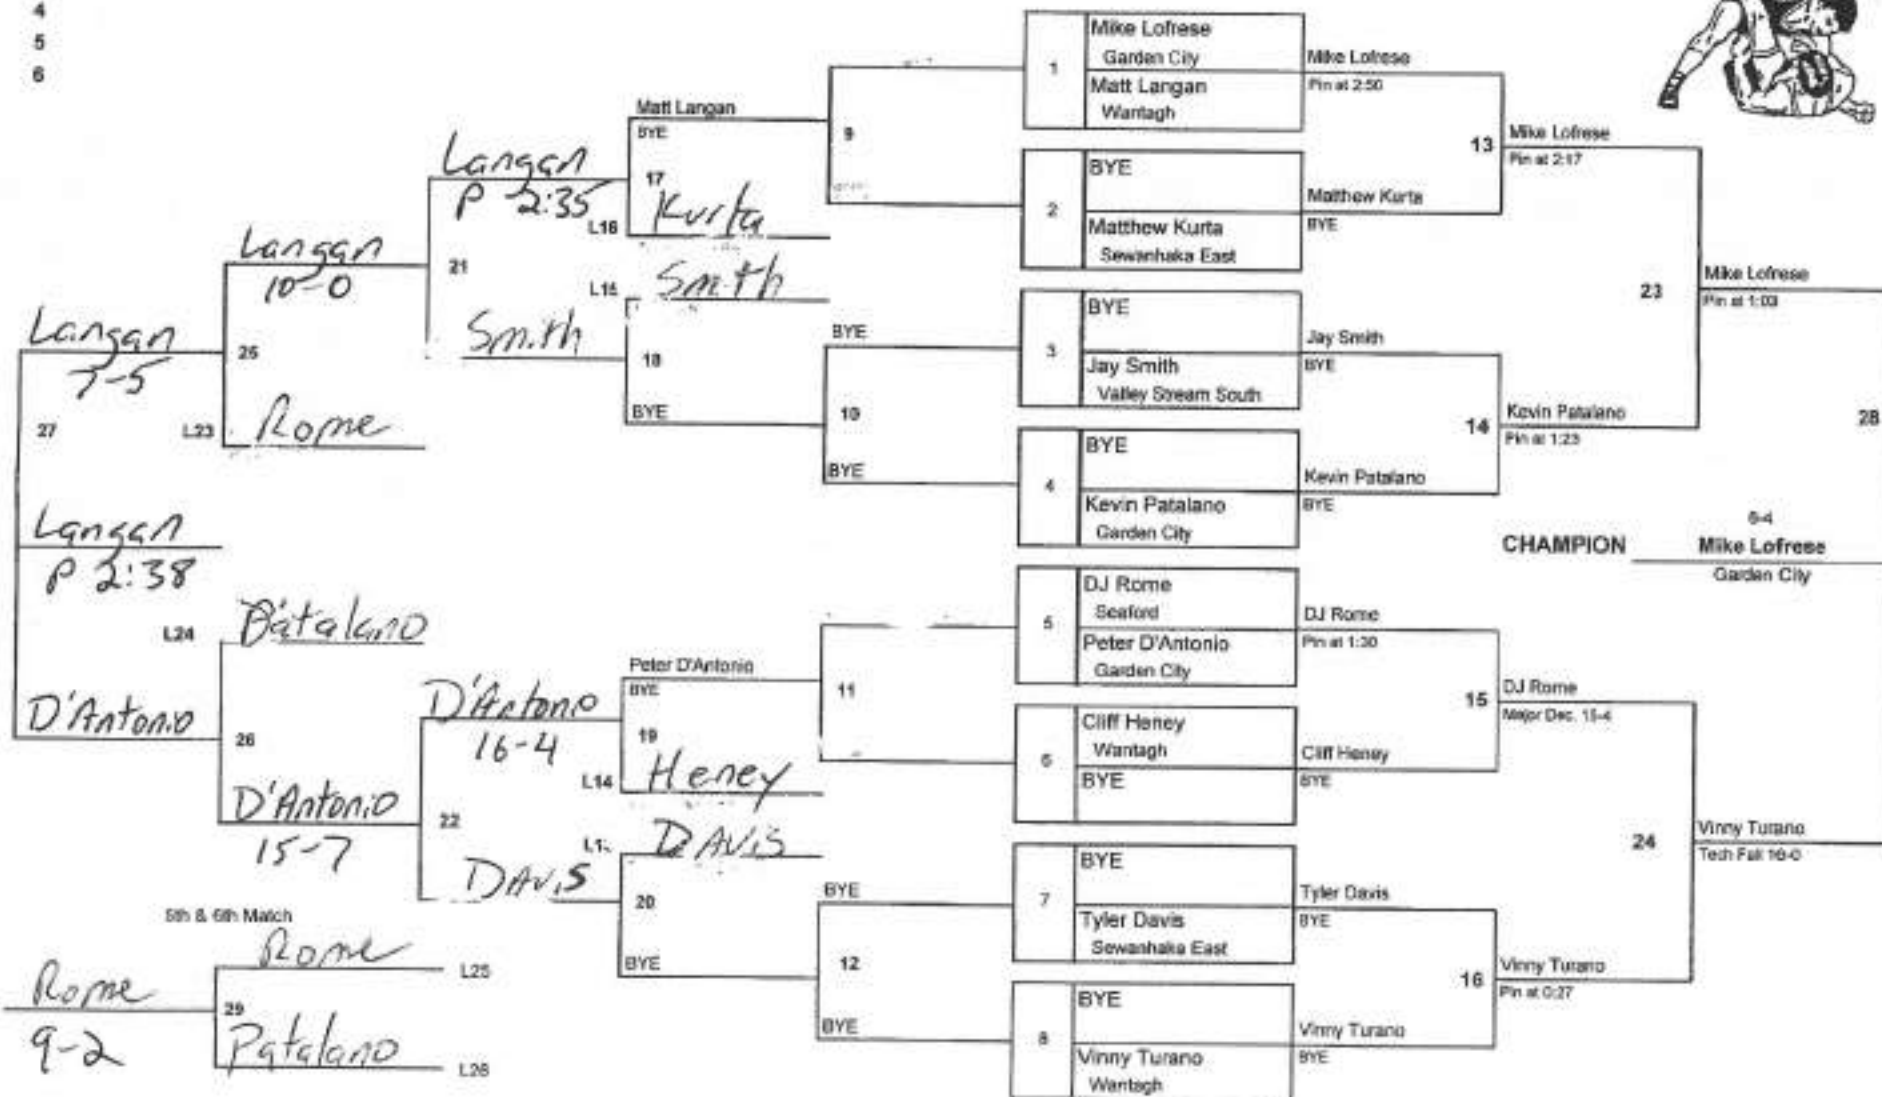 4
5
6
Mike Lofrese
Garden City
Matt Langan
Wantagh
1
Mike Lofrese
Pin at 2:50
BYE
Matthew Kurta
Sewanhaka East
2
Matthew Kurta
BYE
13
Mike Lofrese
Pin at 2:17
BYE
Jay Smith
Valley Stream South
3
Jay Smith
BYE
BYE
Kevin Patalano
Garden City
4
Kevin Patalano
BYE
14
Kevin Patalano
Pin at 1:23
23
Mike Lofrese
Pin at 1:03
28
6-4
CHAMPION Mike Lofrese
Garden City
DJ Rome
Seaford
Peter D'Antonio
Garden City
5
DJ Rome
Pin at 1:30
Cliff Heney
Wantagh
BYE
6
Cliff Heney
BYE
15
DJ Rome
Major Dec. 15-4
BYE
Tyler Davis
Sewanhaka East
7
Tyler Davis
BYE
BYE
Vinny Turano
Wantagh
8
Vinny Turano
BYE
16
Vinny Turano
Pin at 0:27
24
Vinny Turano
Tech Fall 16-0
9
Matt Langan
BYE
17
L16 Kurta
Langan
P 2:35
L15 Smith
18
BYE
BYE
10
BYE
Smith
21
Langan
10-0
25
L23 Rome
Langan
7-5
27
Langan
P 2:38
L24 Patalano
26
D'Antonio
D'Antonio
15-7
22
D'Antono
16-4
Peter D'Antonio
BYE
19
L14 Heney
11
DAVIS
20
BYE
DAVIS
BYE
12
BYE
5th & 6th Match
Rome L25
29
Patalano L26
Rome
9-2